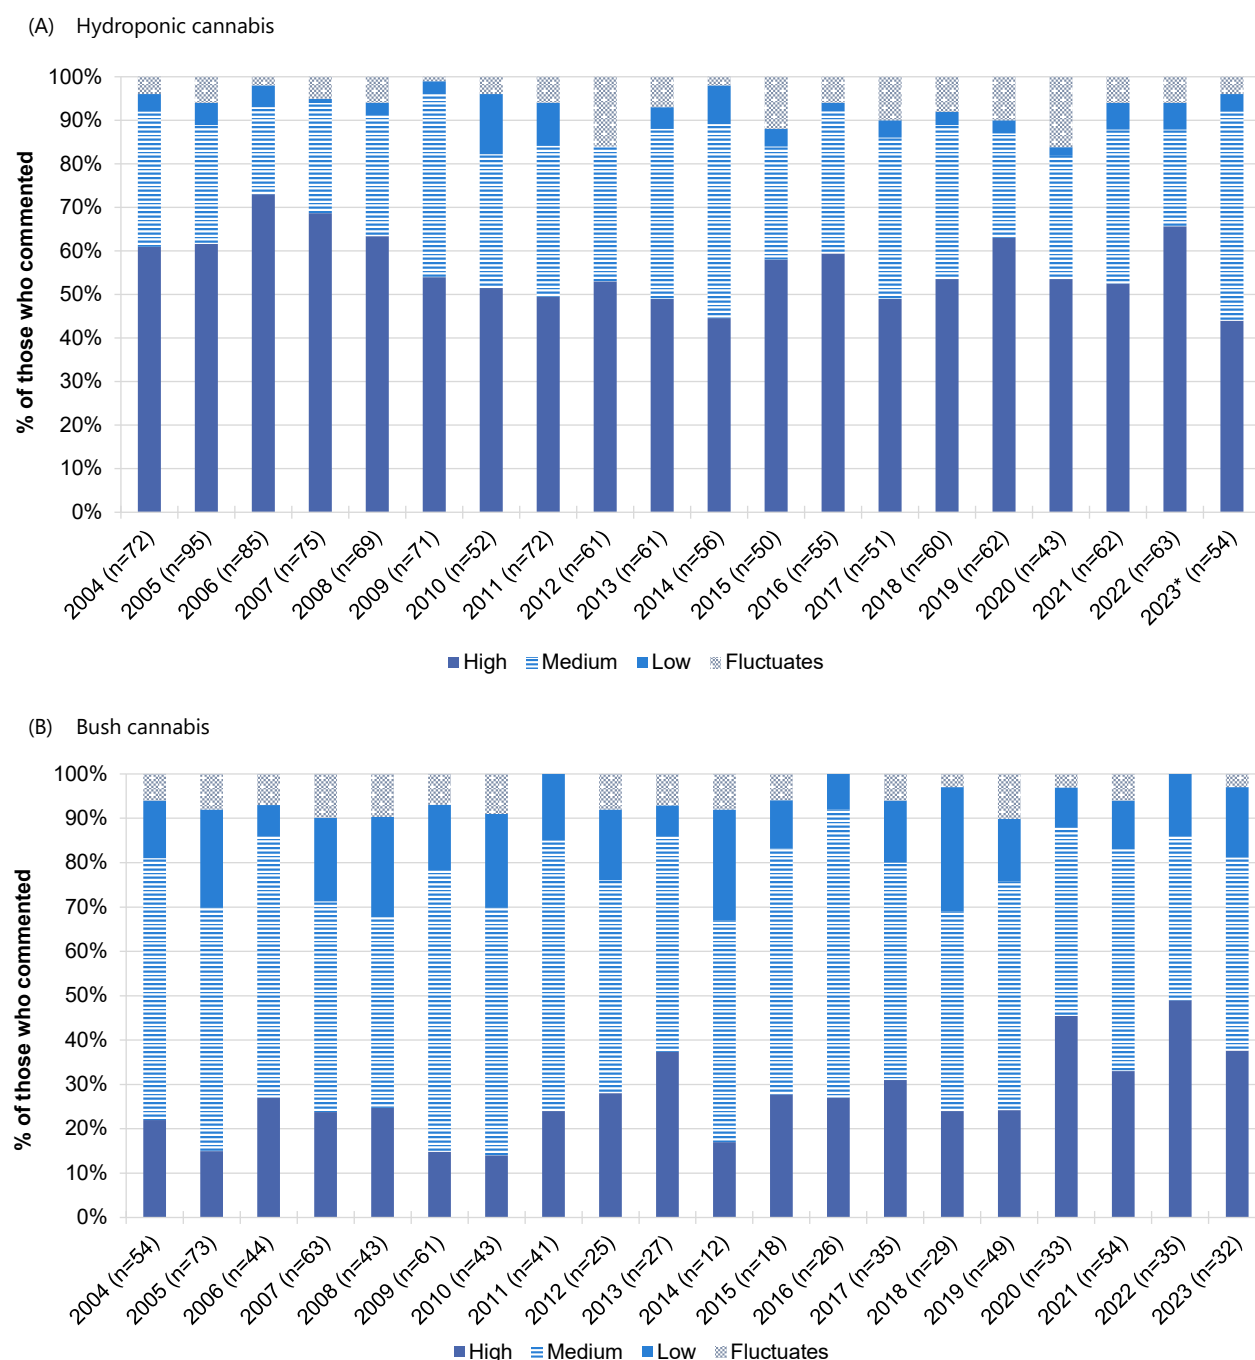 (A) Hydroponic cannabis
100%
90%
80%
70%
60%
50%
40%
30%
20%
10%
0%
% of those who commented
2004 (n=72)
2005 (n=95)
2006 (n=85)
2007 (n=75)
2008 (n=69)
2009 (n=71)
2010 (n=52)
2011 (n=72)
2012 (n=61)
2013 (n=61)
2014 (n=56)
2015 (n=50)
2016 (n=55)
2017 (n=51)
2018 (n=60)
2019 (n=62)
2020 (n=43)
2021 (n=62)
2022 (n=63)
2023* (n=54)
High Medium Low Fluctuates
(B) Bush cannabis
100%
90%
80%
70%
60%
50%
40%
30%
20%
10%
0%
% of those who commented
2004 (n=54)
2005 (n=73)
2006 (n=44)
2007 (n=63)
2008 (n=43)
2009 (n=61)
2010 (n=43)
2011 (n=41)
2012 (n=25)
2013 (n=27)
2014 (n=12)
2015 (n=18)
2016 (n=26)
2017 (n=35)
2018 (n=29)
2019 (n=49)
2020 (n=33)
2021 (n=54)
2022 (n=35)
2023 (n=32)
High Medium Low Fluctuates